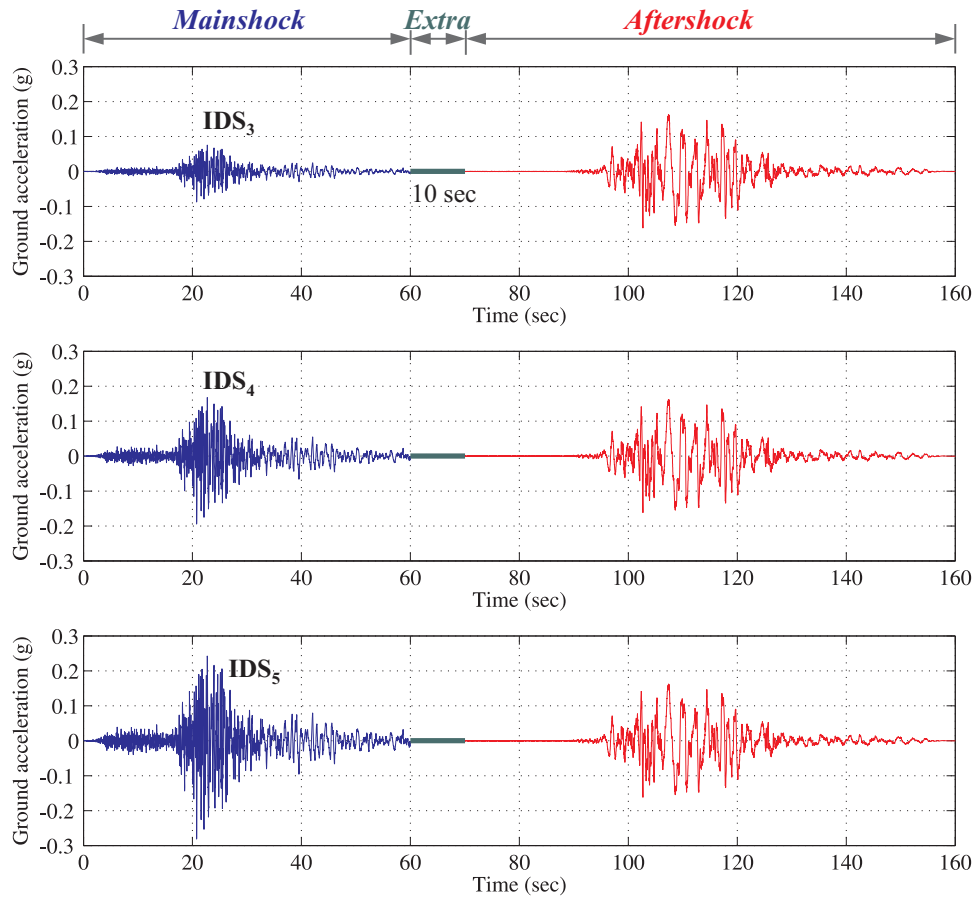 Mainshock Extra Aftershock
Ground acceleration (g)
0.3
0.2
0.1
0
-0.1
-0.2
-0.3
IDS₃
10 sec
0 20 40 60 80 100 120 140 160
Time (sec)
Ground acceleration (g)
0.3
0.2
0.1
0
-0.1
-0.2
-0.3
IDS₄
0 20 40 60 80 100 120 140 160
Time (sec)
Ground acceleration (g)
0.3
0.2
0.1
0
-0.1
-0.2
-0.3
IDS₅
0 20 40 60 80 100 120 140 160
Time (sec)